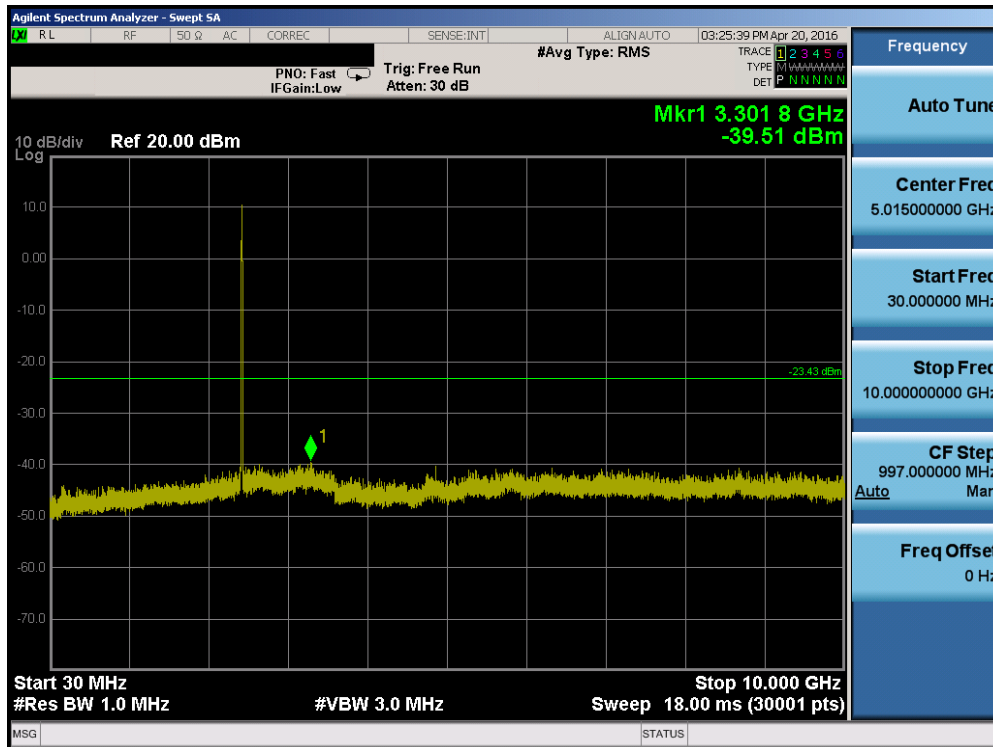 Agilent Spectrum Analyzer - Swept SA
LXI RL RF 50 Ω AC CORREC SENSE:INT ALIGN AUTO 03:25:39 PM Apr 20, 2016
#Avg Type: RMS
TRACE 1 2 3 4 5 6
TYPE M WWWWW
DET P N N N N N
PNO: Fast
IFGain:Low
Trig: Free Run
Atten: 30 dB
Mkr1 3.301 8 GHz
-39.51 dBm
10 dB/div
Log
Ref 20.00 dBm
10.0
0.00
-10.0
-20.0
-23.43 dBm
-30.0
1
-40.0
-50.0
-60.0
-70.0
Start 30 MHz
Stop 10.000 GHz
#Res BW 1.0 MHz
#VBW 3.0 MHz
Sweep 18.00 ms (30001 pts)
MSG
STATUS
Frequency
Auto Tune
Center Freq
5.015000000 GHz
Start Freq
30.000000 MHz
Stop Freq
10.000000000 GHz
CF Step
997.000000 MHz
Auto Man
Freq Offset
0 Hz